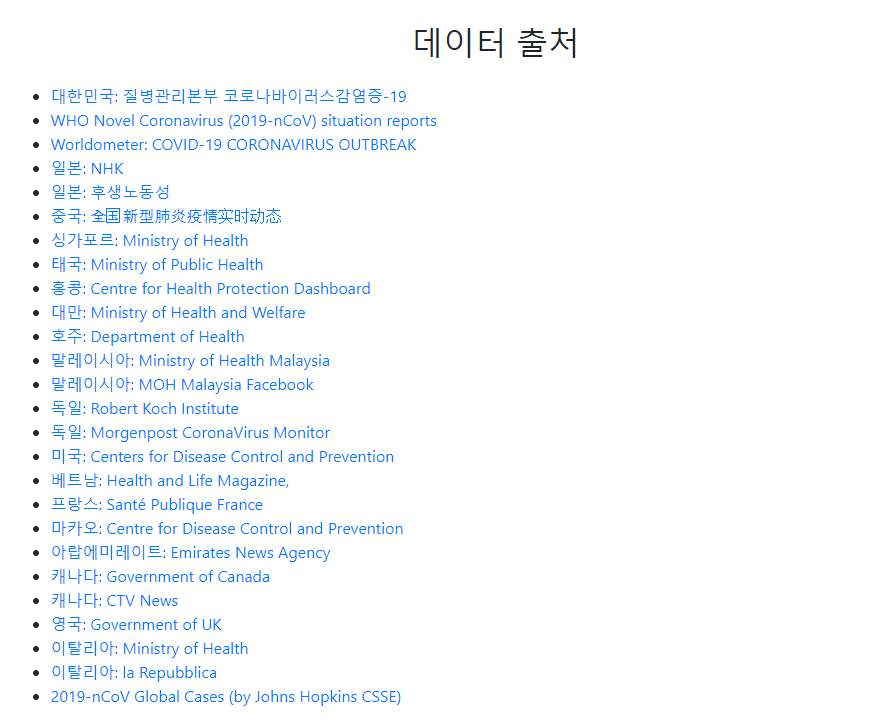 데이터 출처
대한민국: 질병관리본부 코로나바이러스감염증-19
WHO Novel Coronavirus (2019-nCoV) situation reports
Worldometer: COVID-19 CORONAVIRUS OUTBREAK
일본: NHK
일본: 후생노동성
중국: 全国新型肺炎疫情实时动态
싱가포르: Ministry of Health
태국: Ministry of Public Health
홍콩: Centre for Health Protection Dashboard
대만: Ministry of Health and Welfare
호주: Department of Health
말레이시아: Ministry of Health Malaysia
말레이시아: MOH Malaysia Facebook
독일: Robert Koch Institute
독일: Morgenpost CoronaVirus Monitor
미국: Centers for Disease Control and Prevention
베트남: Health and Life Magazine,
프랑스: Santé Publique France
마카오: Centre for Disease Control and Prevention
아랍에미레이트: Emirates News Agency
캐나다: Government of Canada
캐나다: CTV News
영국: Government of UK
이탈리아: Ministry of Health
이탈리아: la Repubblica
2019-nCoV Global Cases (by Johns Hopkins CSSE)